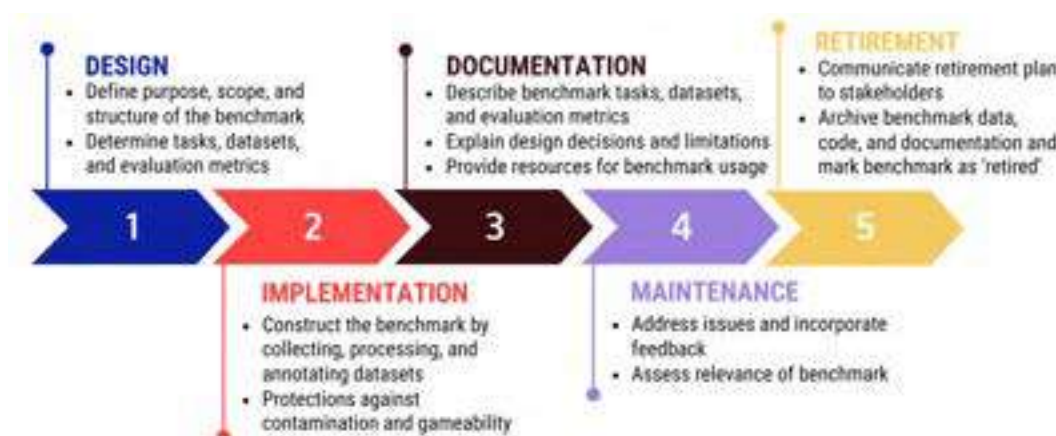 DESIGN
• Define purpose, scope, and
structure of the benchmark
• Determine tasks, datasets,
and evaluation metrics
DOCUMENTATION
• Describe benchmark tasks, datasets,
and evaluation metrics
• Explain design decisions and limitations
• Provide resources for benchmark usage
RETIREMENT
• Communicate retirement plan
to stakeholders
• Archive benchmark data,
code, and documentation and
mark benchmark as 'retired'
1
2
3
4
5
IMPLEMENTATION
• Construct the benchmark by
collecting, processing, and
annotating datasets
• Protections against
contamination and gameability
MAINTENANCE
• Address issues and incorporate
feedback
• Assess relevance of benchmark